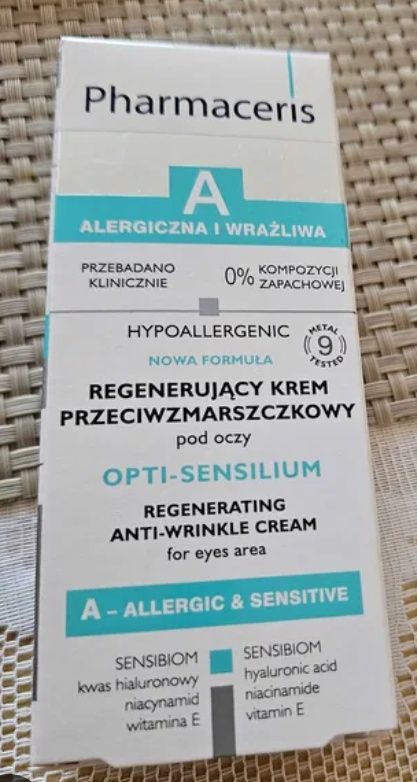 Pharmaceris
A
ALERGICZNA I WRAŻLIWA
PRZEBADANO
KLINICZNIE
0% KOMPOZYCJI
ZAPACHOWEJ
HYPOALLERGENIC
METAL
9
TESTED
NOWA FORMUŁA
REGENERUJĄCY KREM
PRZECIWZMARSZCZKOWY
pod oczy
OPTI-SENSILIUM
REGENERATING
ANTI-WRINKLE CREAM
for eyes area
A – ALLERGIC & SENSITIVE
SENSIBIOM
kwas hialuronowy
niacynamid
witamina E
SENSIBIOM
hyaluronic acid
niacinamide
vitamin E